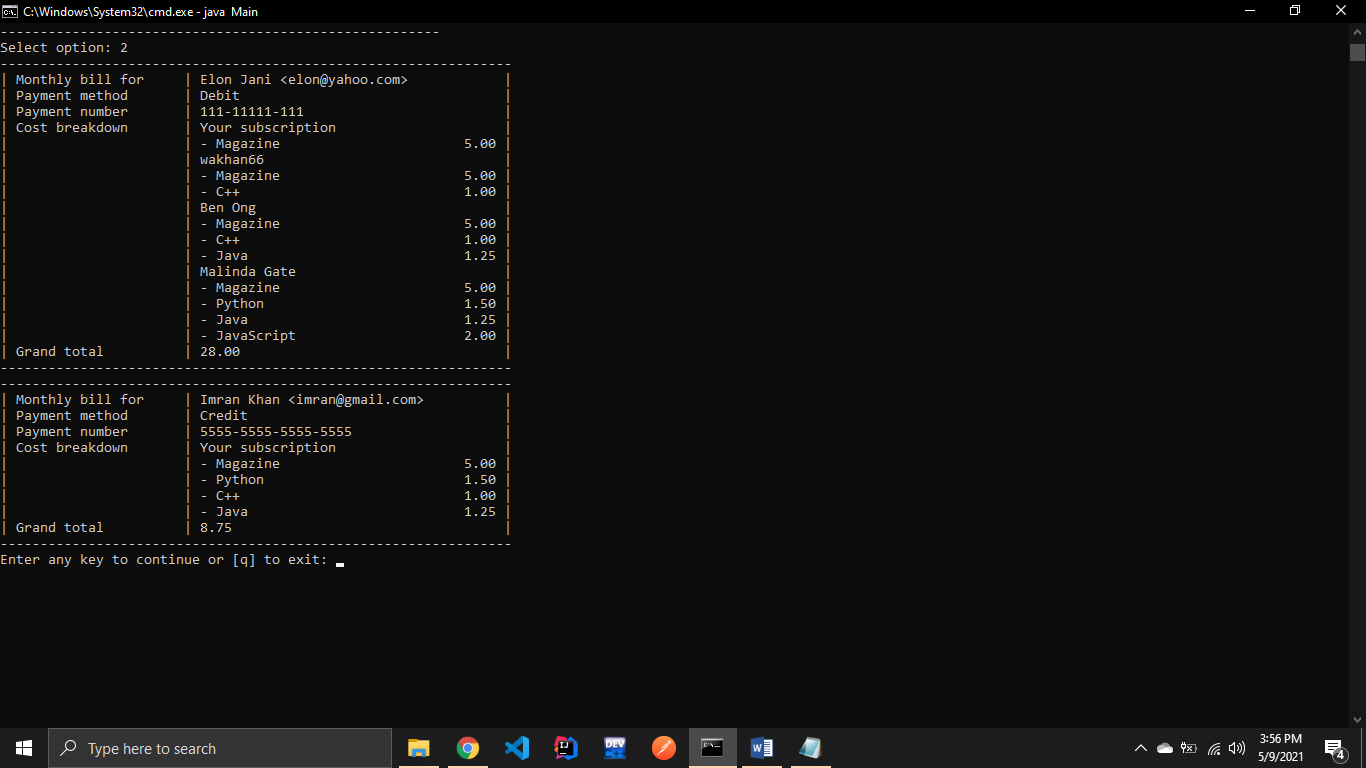 C:\Windows\System32\cmd.exe - java Main
-------------------------------------------------------
Select option: 2
----------------------------------------------------------------
| Monthly bill for | Elon Jani <elon@yahoo.com> |
| Payment method | Debit |
| Payment number | 111-11111-111 |
| Cost breakdown | Your subscription |
| | - Magazine 5.00 |
| | wakhan66 |
| | - Magazine 5.00 |
| | - C++ 1.00 |
| | Ben Ong |
| | - Magazine 5.00 |
| | - C++ 1.00 |
| | - Java 1.25 |
| | Malinda Gate |
| | - Magazine 5.00 |
| | - Python 1.50 |
| | - Java 1.25 |
| | - JavaScript 2.00 |
| Grand total | 28.00 |
----------------------------------------------------------------
----------------------------------------------------------------
| Monthly bill for | Imran Khan <imran@gmail.com> |
| Payment method | Credit |
| Payment number | 5555-5555-5555-5555 |
| Cost breakdown | Your subscription |
| | - Magazine 5.00 |
| | - Python 1.50 |
| | - C++ 1.00 |
| | - Java 1.25 |
| Grand total | 8.75 |
----------------------------------------------------------------
Enter any key to continue or [q] to exit:
Type here to search
DEV
3:56 PM
5/9/2021
4